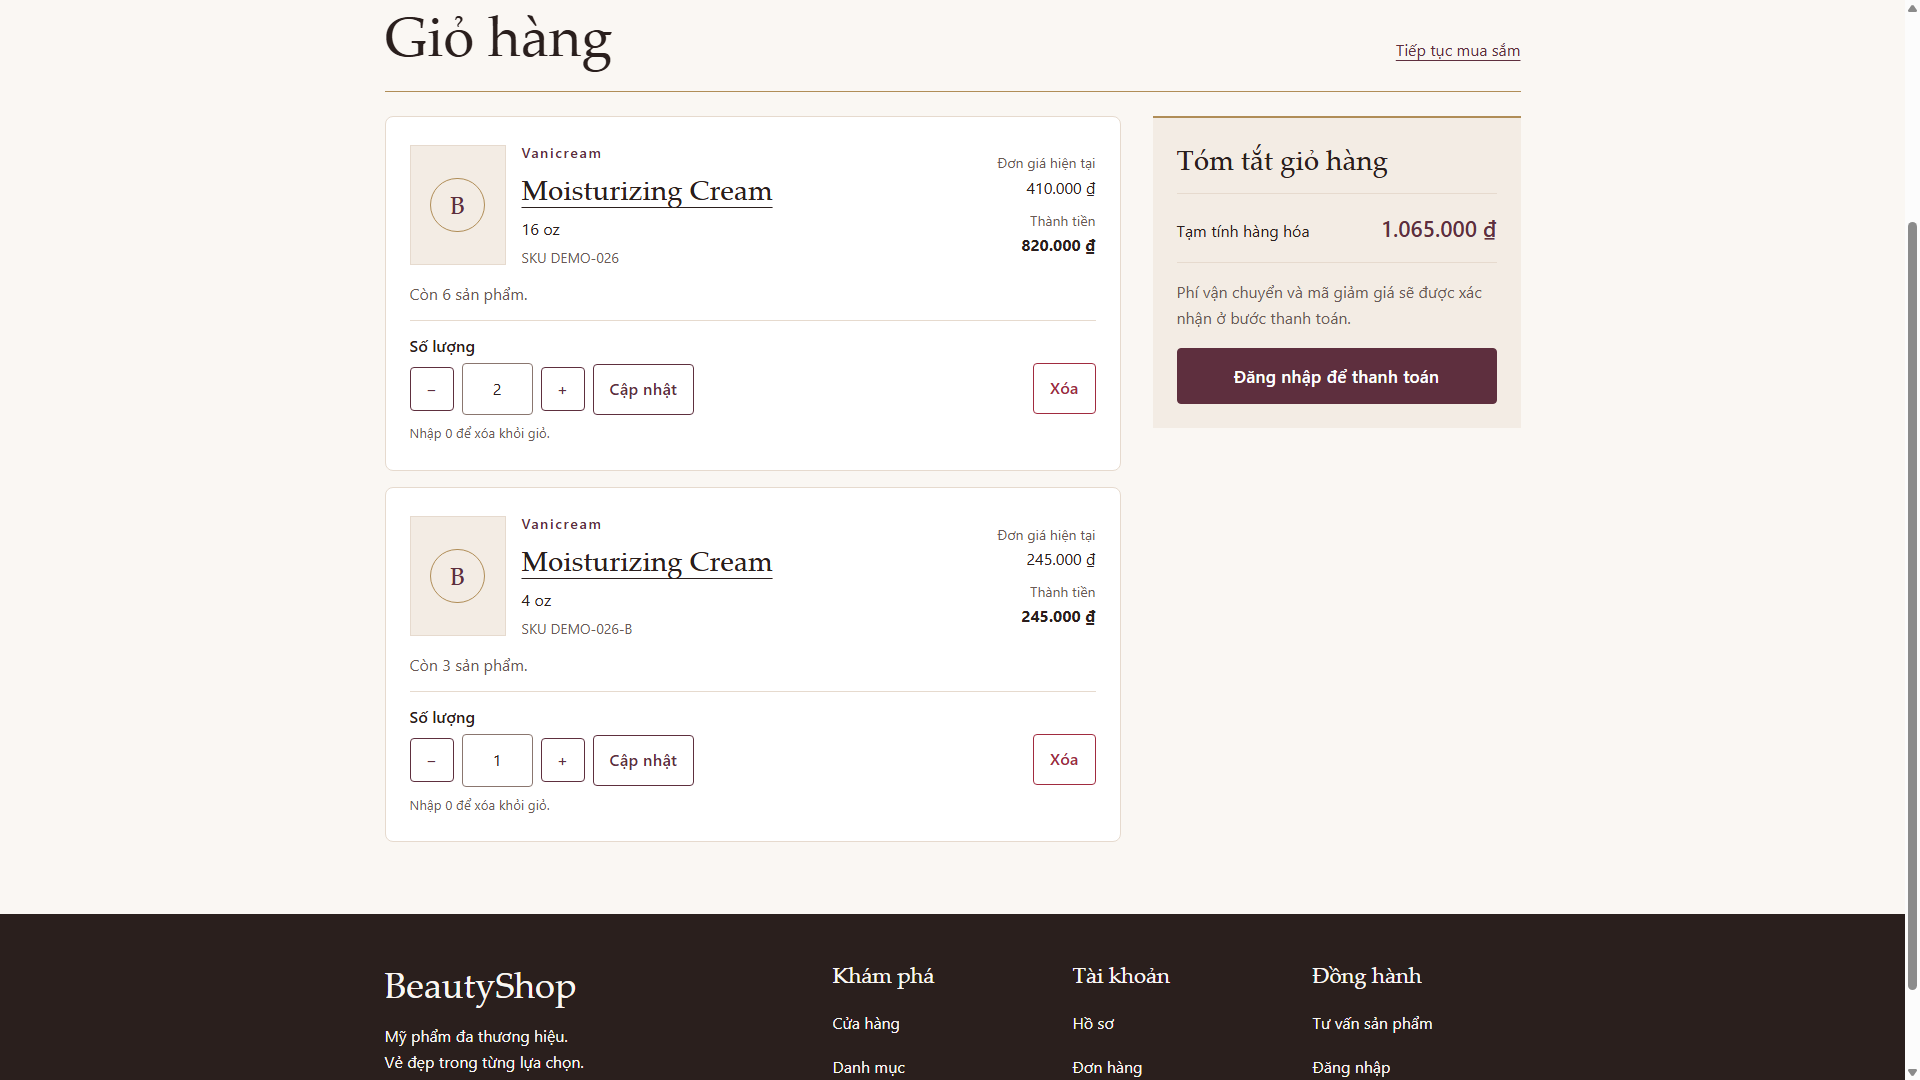 Giỏ hàng
Tiếp tục mua sắm
B
Vanicream
Moisturizing Cream
16 oz
SKU DEMO-026
Đơn giá hiện tại
410.000 ₫
Thành tiền
820.000 ₫
Còn 6 sản phẩm.
Số lượng
− 2 + Cập nhật Xóa
Nhập 0 để xóa khỏi giỏ.
B
Vanicream
Moisturizing Cream
4 oz
SKU DEMO-026-B
Đơn giá hiện tại
245.000 ₫
Thành tiền
245.000 ₫
Còn 3 sản phẩm.
Số lượng
− 1 + Cập nhật Xóa
Nhập 0 để xóa khỏi giỏ.
Tóm tắt giỏ hàng
Tạm tính hàng hóa 1.065.000 ₫
Phí vận chuyển và mã giảm giá sẽ được xác
nhận ở bước thanh toán.
Đăng nhập để thanh toán
BeautyShop
Mỹ phẩm đa thương hiệu.
Vẻ đẹp trong từng lựa chọn.
Khám phá
Cửa hàng
Danh mục
Tài khoản
Hồ sơ
Đơn hàng
Đồng hành
Tư vấn sản phẩm
Đăng nhập